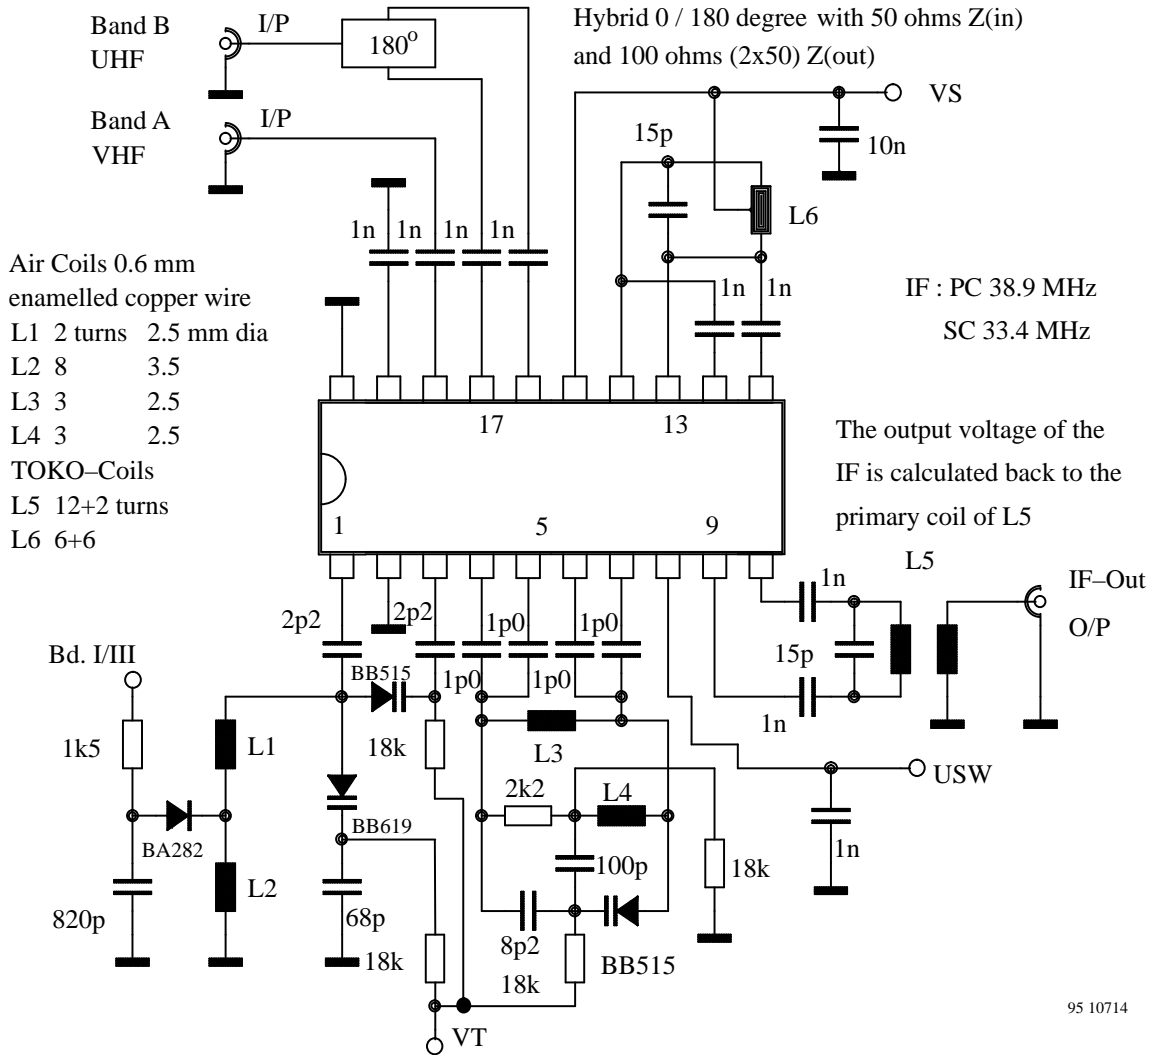 Band B
UHF
I/P
180°
Hybrid 0 / 180 degree with 50 ohms Z(in)
and 100 ohms (2x50) Z(out)
VS
Band A
VHF
I/P
15p
10n
L6
1n 1n 1n 1n
Air Coils 0.6 mm
enamelled copper wire
L1 2 turns 2.5 mm dia
L2 8 3.5
L3 3 2.5
L4 3 2.5
TOKO–Coils
L5 12+2 turns
L6 6+6
1n 1n
IF : PC 38.9 MHz
SC 33.4 MHz
17 13
1 5 9
The output voltage of the
IF is calculated back to the
primary coil of L5
L5
1n
IF–Out
O/P
15p
1n
2p2 2p2 1p0 1p0
Bd. I/III
BB515
1p0 1p0
1k5
L1
18k
L3
USW
2k2
L4
BA282
BB619
1n
100p
18k
L2
820p
68p
8p2
18k
18k
BB515
VT
95 10714